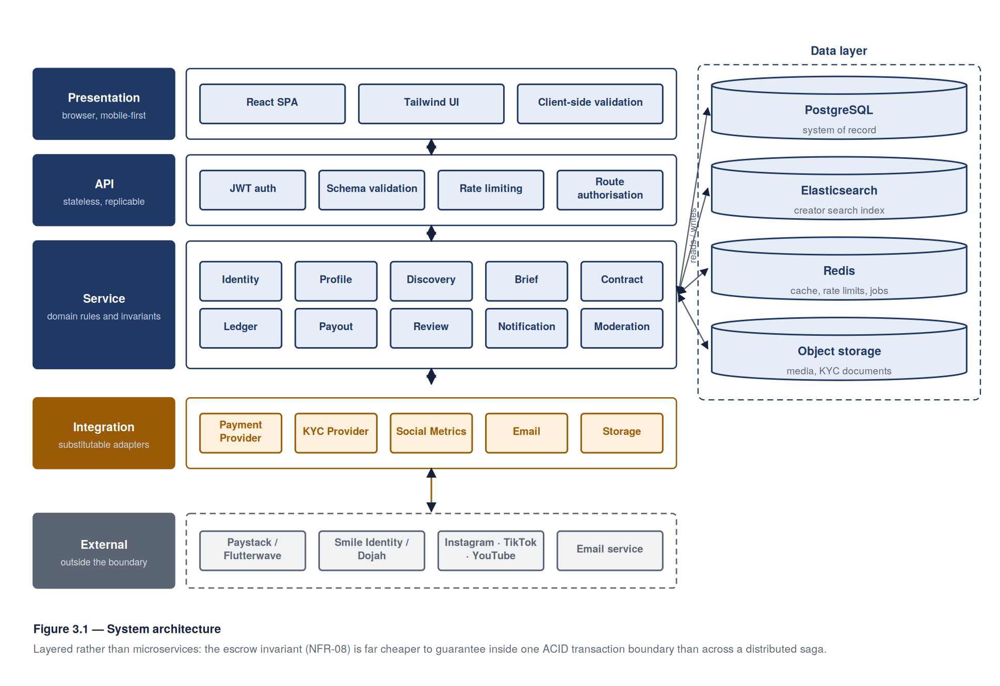 Data layer
Presentation
browser, mobile-first
React SPA
Tailwind UI
Client-side validation
API
stateless, replicable
JWT auth
Schema validation
Rate limiting
Route
authorisation
Service
domain rules and invariants
Identity
Profile
Discovery
Brief
Contract
Ledger
Payout
Review
Notification
Moderation
reads / writes
PostgreSQL
system of record
Elasticsearch
creator search index
Redis
cache, rate limits, jobs
Object storage
media, KYC documents
Integration
substitutable adapters
Payment
Provider
KYC Provider
Social Metrics
Email
Storage
External
outside the boundary
Paystack /
Flutterwave
Smile Identity /
Dojah
Instagram · TikTok
· YouTube
Email service
Figure 3.1 — System architecture
Layered rather than microservices: the escrow invariant (NFR-08) is far cheaper to guarantee inside one ACID transaction boundary than across a distributed saga.